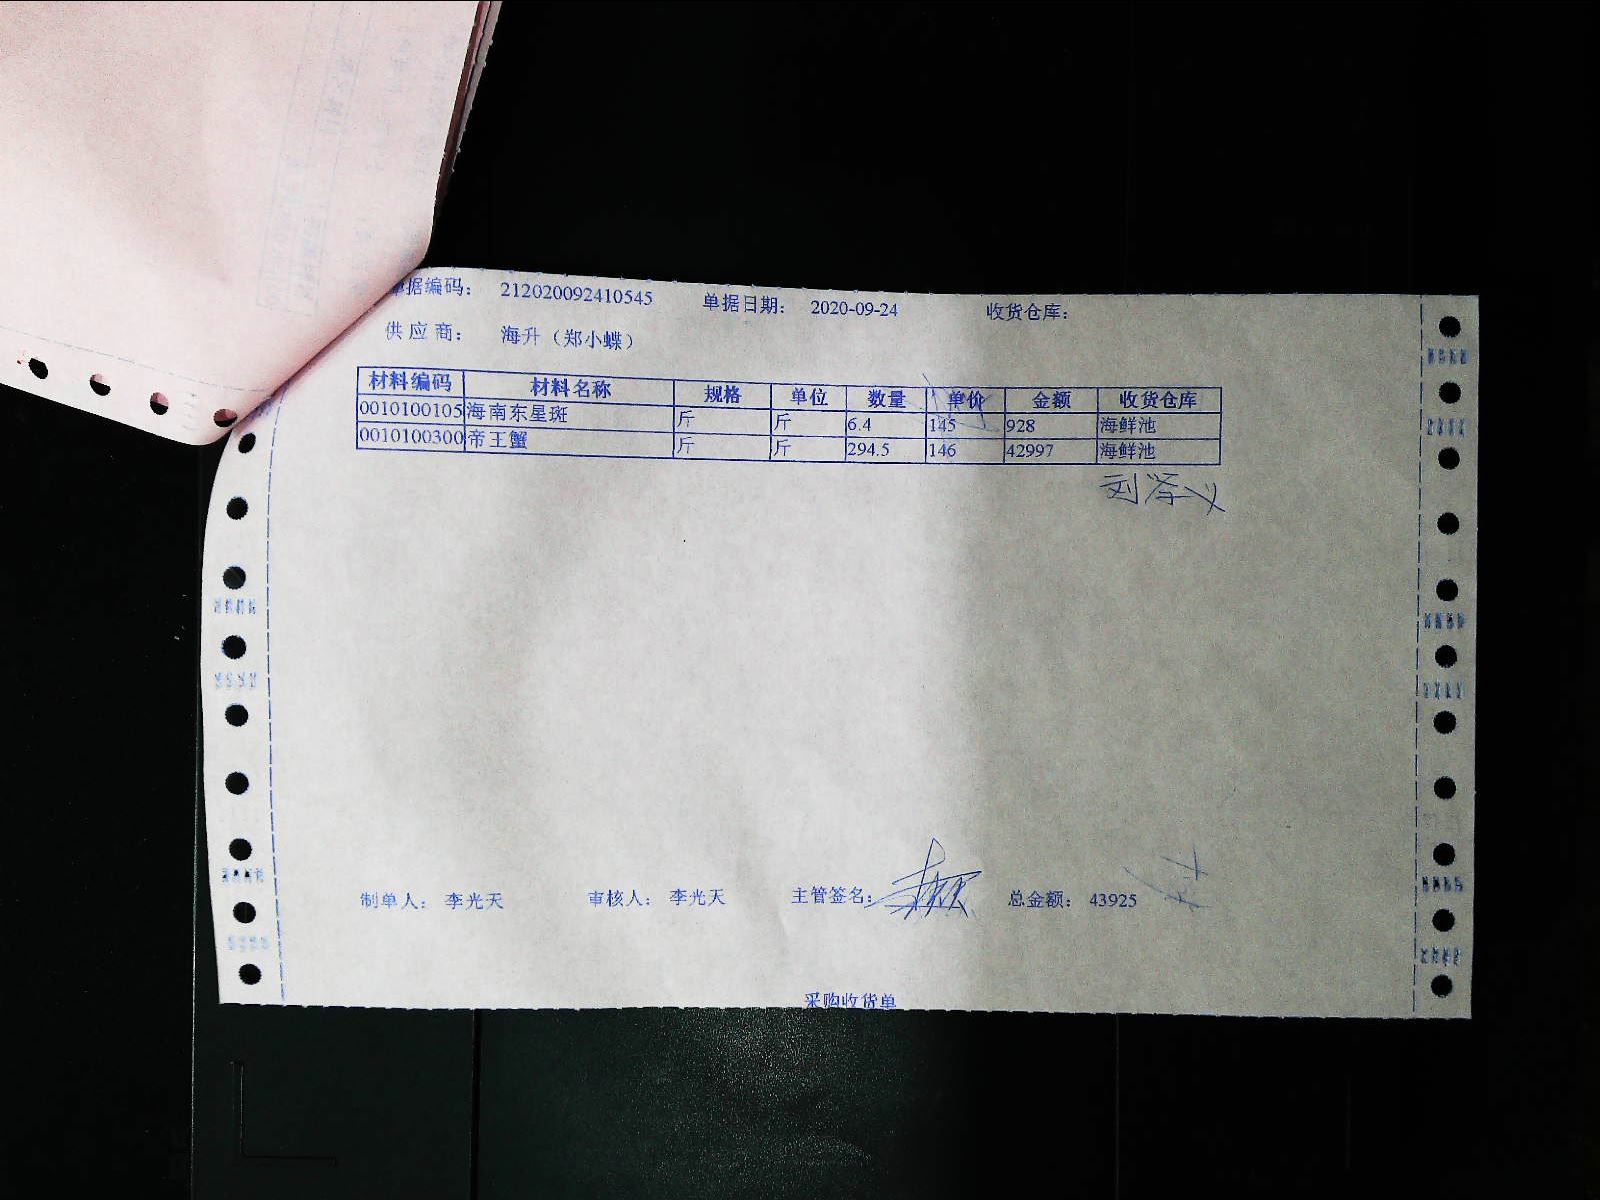 单据编码： 212020092410545 单据日期： 2020-09-24 收货仓库：
供应商： 海升（郑小蝶）
材料编码 材料名称 规格 单位 数量 单价 金额 收货仓库
0010100105 海南东星斑 斤 斤 6.4 145 928 海鲜池
0010100300 帝王蟹 斤 斤 294.5 146 42997 海鲜池
制单人： 李光天 审核人： 李光天 主管签名： 总金额： 43925
采购收货单